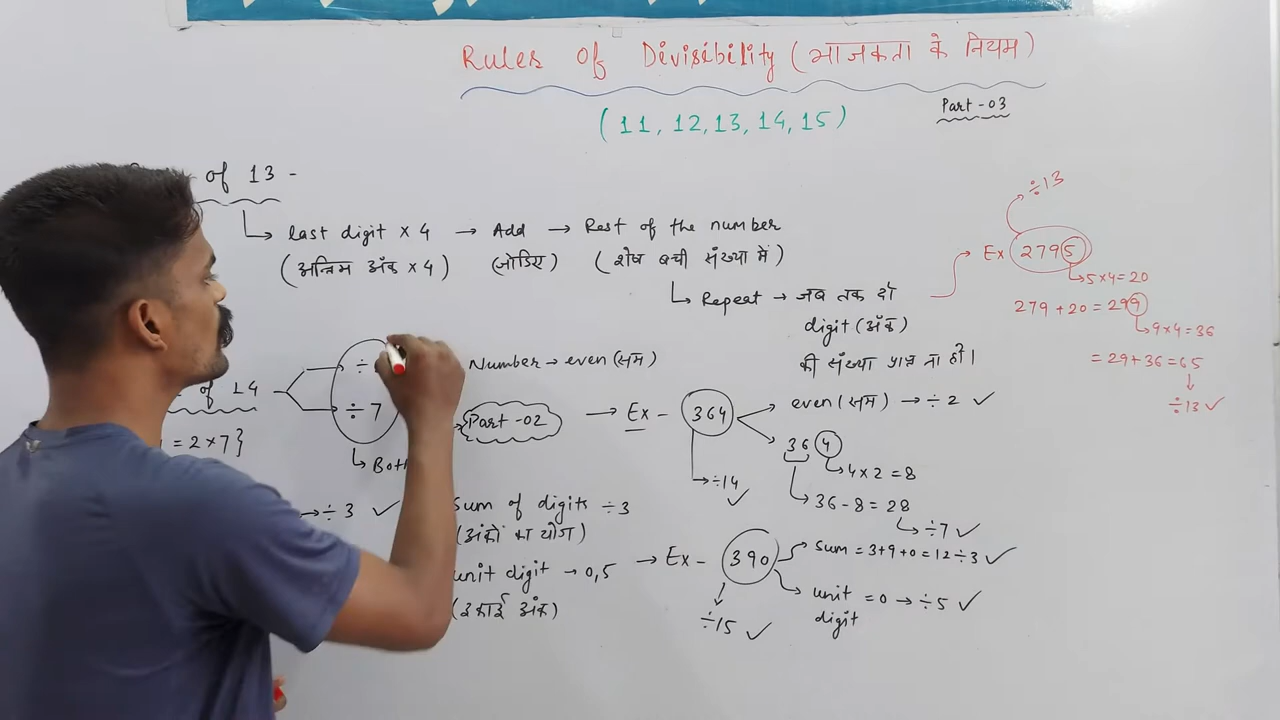 Rules of Divisibility (भाजकता के नियम)
(11, 12, 13, 14, 15)
Part-03
of 13 -
last digit × 4 → Add → Rest of the number
(अन्तिम अंक × 4) (जोडिए) (शेष बची संख्या में)
Repeat → जब तक दो
digit (अंक)
की संख्या प्राप्त ना हो।
÷13
Ex 2795
5×4=20
279+20=299
9×4=36
=29+36=65
÷13 ✓
of 14
÷
÷ 7
= 2×7}
Both
Number → even (सम)
Part-02
Ex - 364
even (सम) → ÷2 ✓
36 4
4×2=8
36-8=28
÷7 ✓
÷14 ✓
→ ÷3 ✓
Sum of digits ÷3
(अंकों का योग)
unit digit → 0,5
(इकाई अंक)
→ Ex - 390
Sum = 3+9+0=12÷3 ✓
unit digit = 0 → ÷5 ✓
÷15 ✓